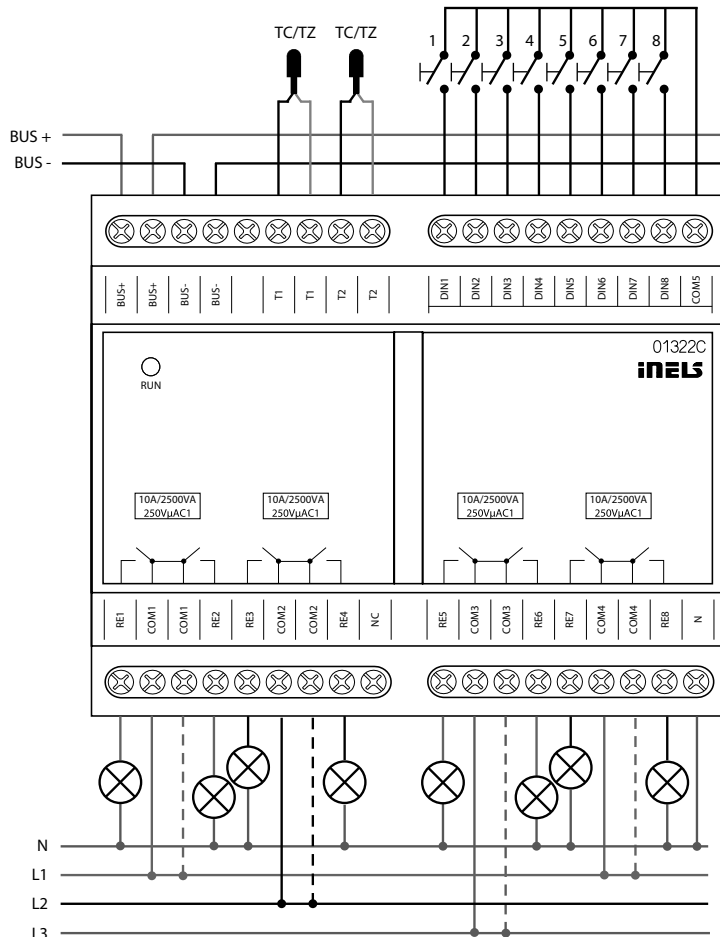 TC/TZ TC/TZ
1 2 3 4 5 6 7 8
BUS +
BUS -
BUS+ BUS+ BUS- BUS- T1 T1 T2 T2 DIN1 DIN2 DIN3 DIN4 DIN5 DIN6 DIN7 DIN8 COM5
01322C
iNELS
RUN
10A/2500VA 10A/2500VA 10A/2500VA 10A/2500VA
250VµAC1 250VµAC1 250VµAC1 250VµAC1
RE1 COM1 COM1 RE2 RE3 COM2 COM2 RE4 NC RE5 COM3 COM3 RE6 RE7 COM4 COM4 RE8 N
N
L1
L2
L3